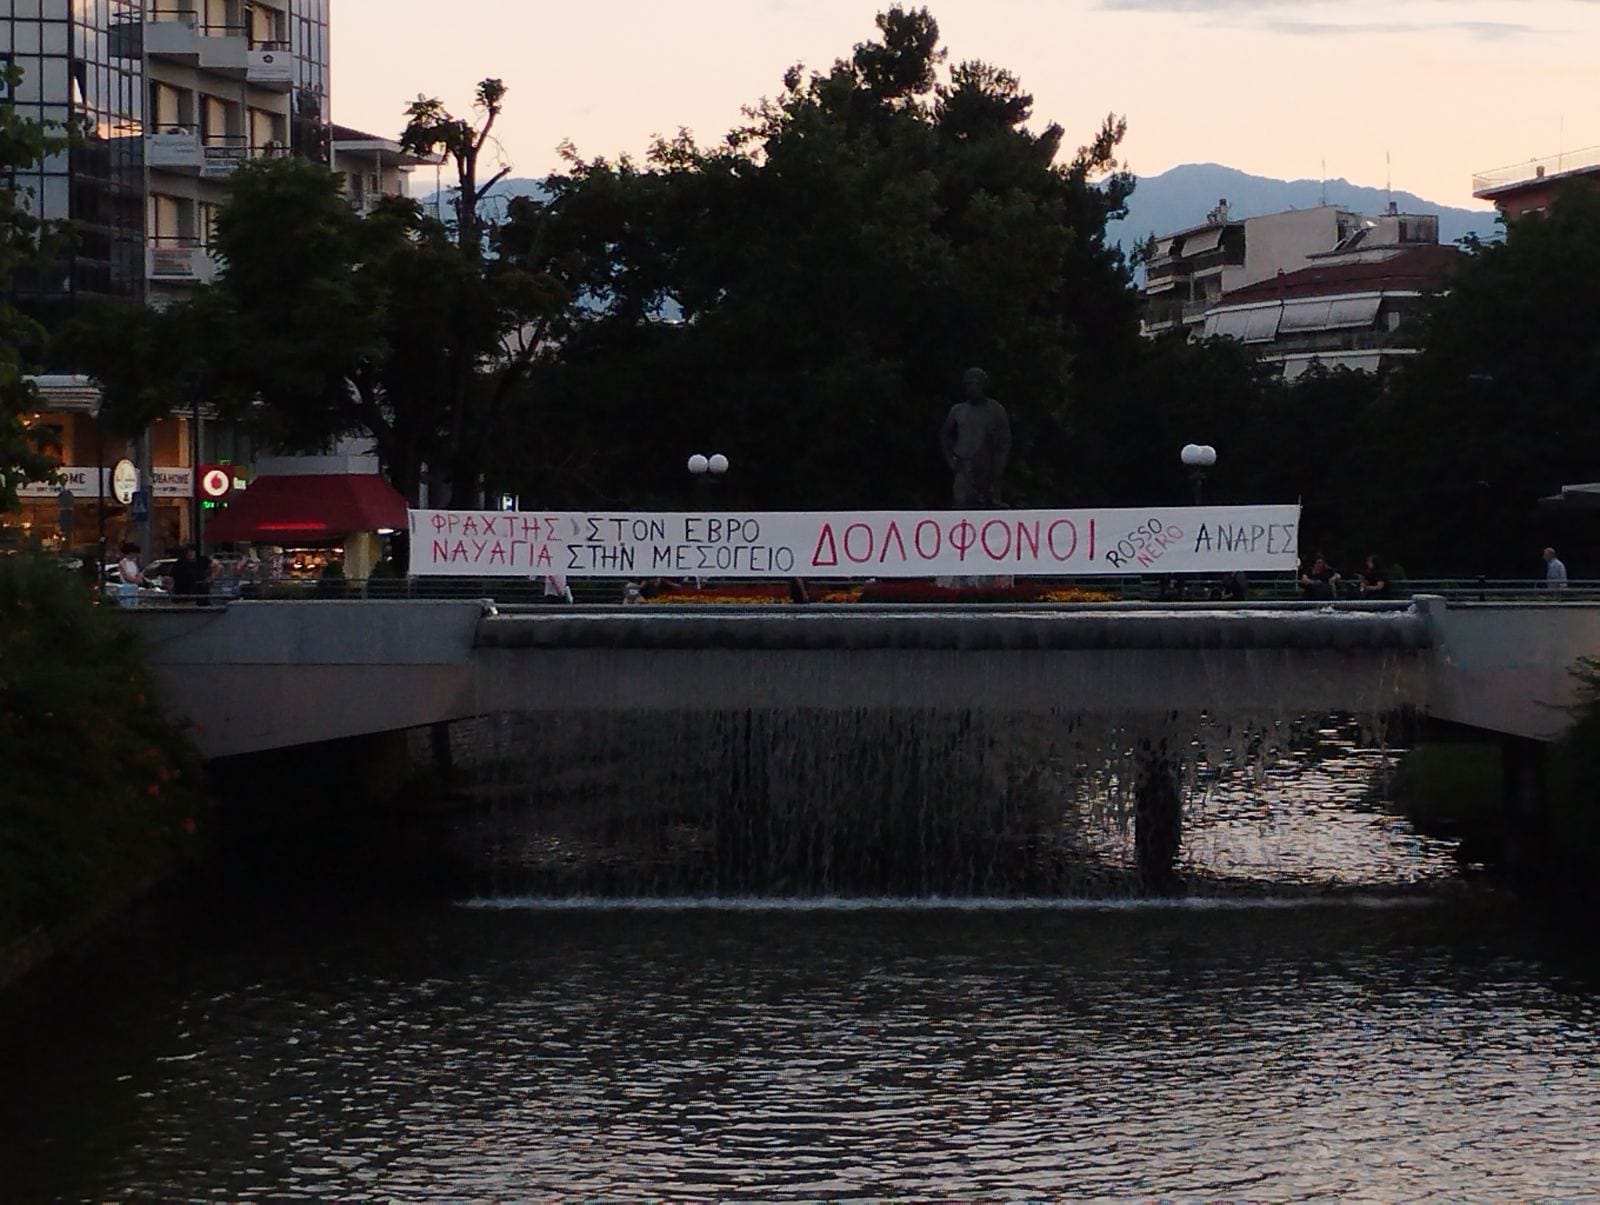 ΦΡΑΧΤΗΣ ΣΤΟΝ ΕΒΡΟ
ΝΑΥΑΓΙΑ ΣΤΗΝ ΜΕΣΟΓΕΙΟ
ΔΟΛΟΦΟΝΟΙ
ROSSO
NERO
ΑΝΑΡΕΣ